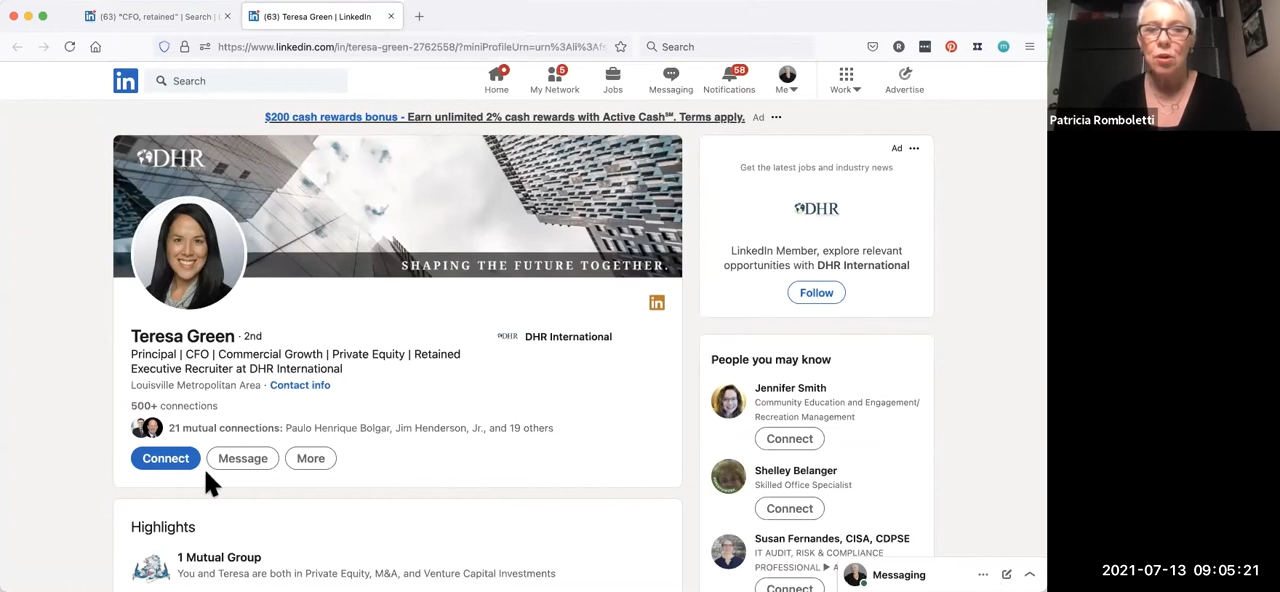 (63) "CFO, retained" | Search | L
(63) Teresa Green | LinkedIn
https://www.linkedin.com/in/teresa-green-2762558/?miniProfileUrn=urn%3Ali%3Afs
Search
in
Search
Home
5
My Network
Jobs
Messaging
58
Notifications
Me
Work
Advertise
$200 cash rewards bonus - Earn unlimited 2% cash rewards with Active Cash℠. Terms apply. Ad
DHR
SHAPING THE FUTURE TOGETHER.
in
Teresa Green · 2nd
DHR DHR International
Principal | CFO | Commercial Growth | Private Equity | Retained
Executive Recruiter at DHR International
Louisville Metropolitan Area · Contact info
500+ connections
21 mutual connections: Paulo Henrique Bolgar, Jim Henderson, Jr., and 19 others
Connect Message More
Highlights
1 Mutual Group
You and Teresa are both in Private Equity, M&A, and Venture Capital Investments
Ad
Get the latest jobs and industry news
DHR
LinkedIn Member, explore relevant
opportunities with DHR International
Follow
People you may know
Jennifer Smith
Community Education and Engagement/
Recreation Management
Connect
Shelley Belanger
Skilled Office Specialist
Connect
Susan Fernandes, CISA, CDPSE
IT AUDIT, RISK & COMPLIANCE
PROFESSIONAL
Connect
Messaging
Patricia Romboletti
2021-07-13 09:05:21